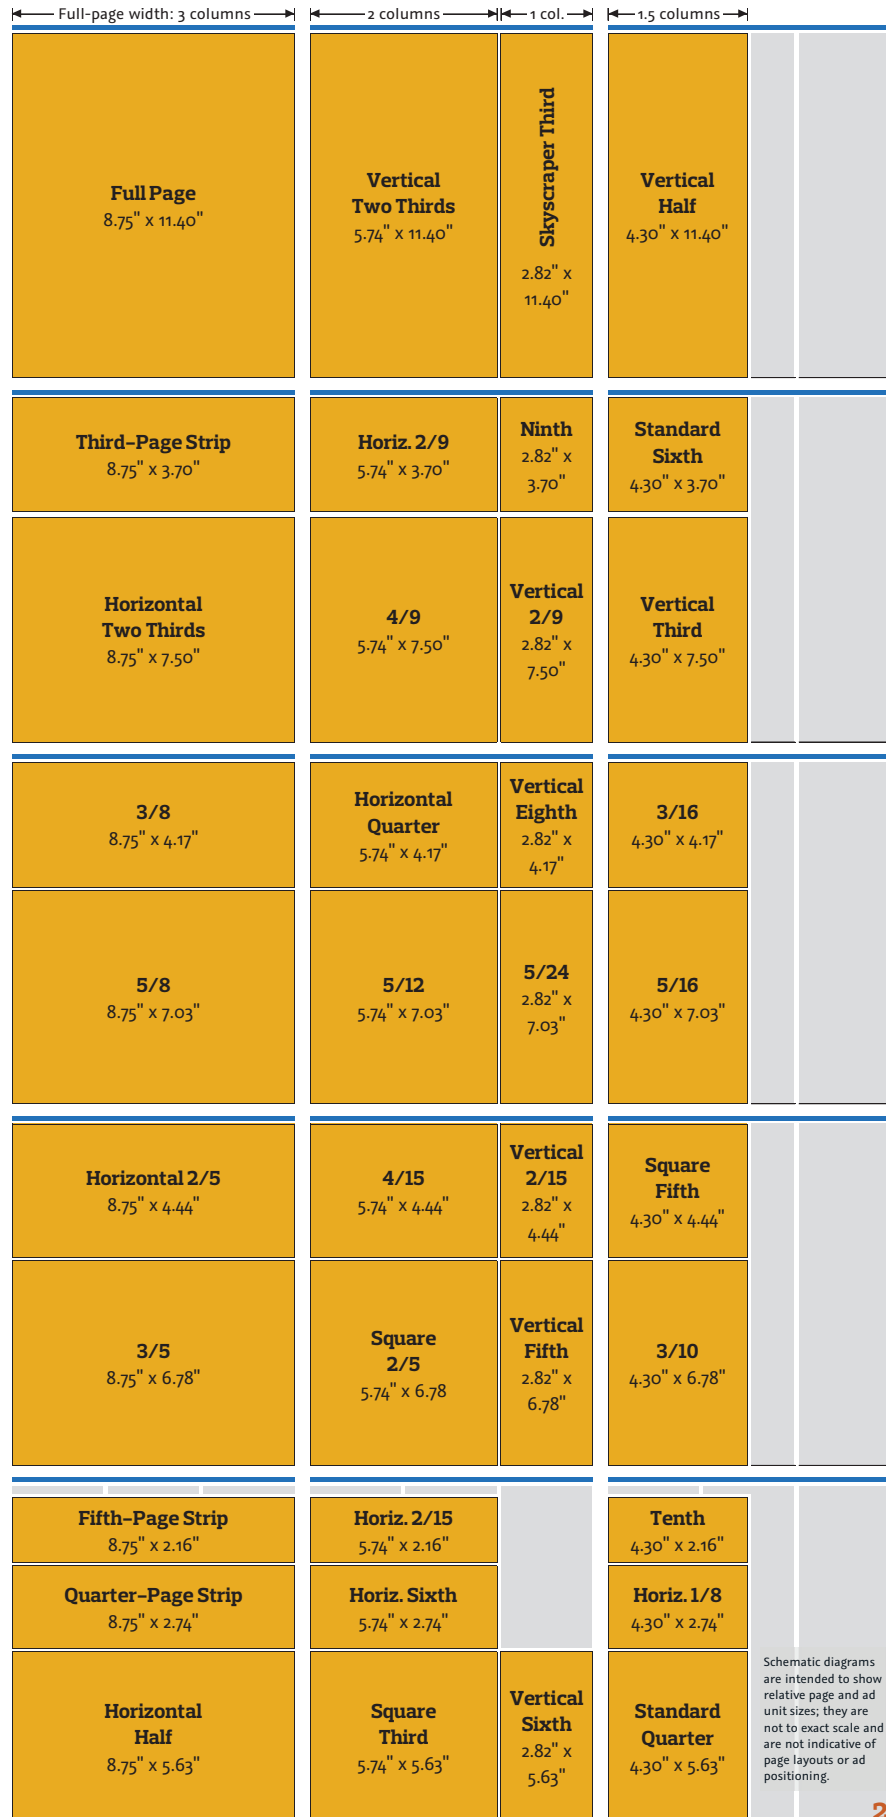 Full-page width: 3 columns
2 columns
1 col.
1.5 columns
Full Page
8.75" x 11.40"
Vertical
Two Thirds
5.74" x 11.40"
Skyscraper Third
2.82" x
11.40"
Vertical
Half
4.30" x 11.40"
Third-Page Strip
8.75" x 3.70"
Horiz. 2/9
5.74" x 3.70"
Ninth
2.82" x
3.70"
Standard
Sixth
4.30" x 3.70"
Horizontal
Two Thirds
8.75" x 7.50"
4/9
5.74" x 7.50"
Vertical
2/9
2.82" x
7.50"
Vertical
Third
4.30" x 7.50"
3/8
8.75" x 4.17"
Horizontal
Quarter
5.74" x 4.17"
Vertical
Eighth
2.82" x
4.17"
3/16
4.30" x 4.17"
5/8
8.75" x 7.03"
5/12
5.74" x 7.03"
5/24
2.82" x
7.03"
5/16
4.30" x 7.03"
Horizontal 2/5
8.75" x 4.44"
4/15
5.74" x 4.44"
Vertical
2/15
2.82" x
4.44"
Square
Fifth
4.30" x 4.44"
3/5
8.75" x 6.78"
Square
2/5
5.74" x 6.78
Vertical
Fifth
2.82" x
6.78"
3/10
4.30" x 6.78"
Fifth-Page Strip
8.75" x 2.16"
Horiz. 2/15
5.74" x 2.16"
Tenth
4.30" x 2.16"
Quarter-Page Strip
8.75" x 2.74"
Horiz. Sixth
5.74" x 2.74"
Horiz. 1/8
4.30" x 2.74"
Horizontal
Half
8.75" x 5.63"
Square
Third
5.74" x 5.63"
Vertical
Sixth
2.82" x
5.63"
Standard
Quarter
4.30" x 5.63"
Schematic diagrams
are intended to show
relative page and ad
unit sizes; they are
not to exact scale and
are not indicative of
page layouts or ad
positioning.
2